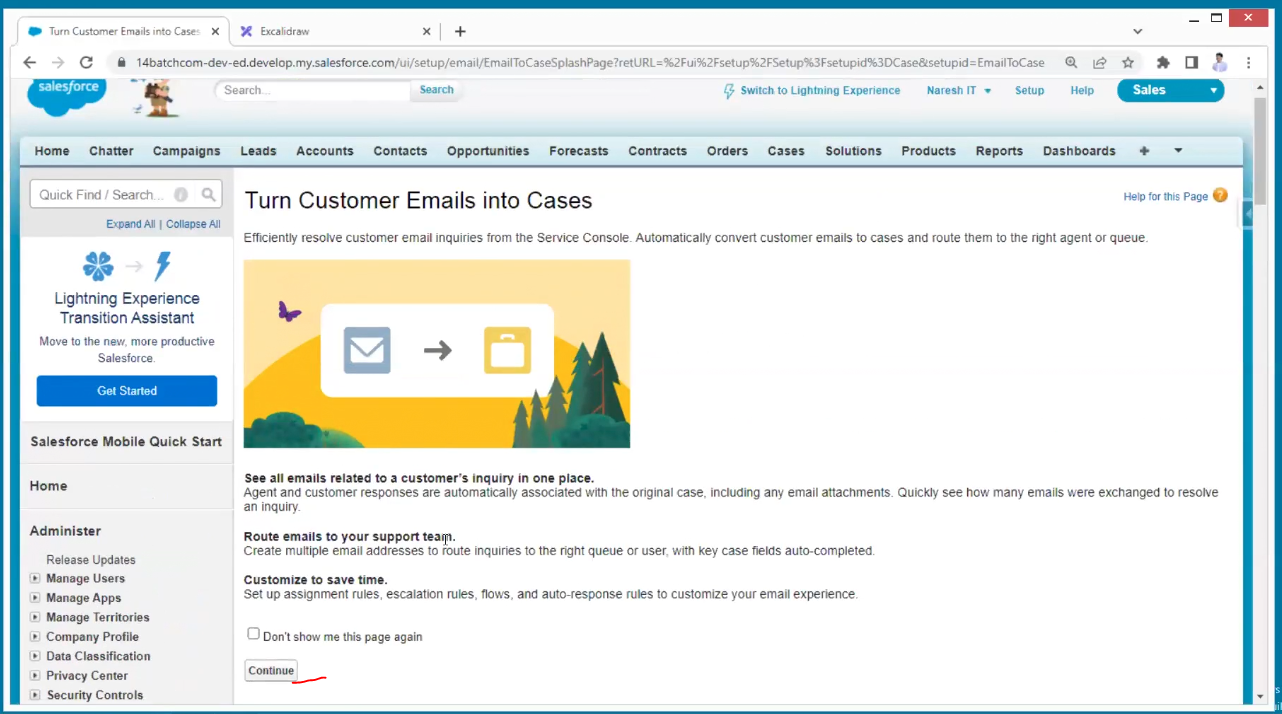 Turn Customer Emails into Cases
Excalidraw
14batchcom-dev-ed.develop.my.salesforce.com/ui/setup/email/EmailToCaseSplashPage?retURL=%2Fui%2Fsetup%2FSetup%3Fsetupid%3DCase&setupid=EmailToCase
salesforce
Search...
Search
Switch to Lightning Experience
Naresh IT
Setup
Help
Sales
Home Chatter Campaigns Leads Accounts Contacts Opportunities Forecasts Contracts Orders Cases Solutions Products Reports Dashboards
Quick Find / Search...
Expand All | Collapse All
Lightning Experience
Transition Assistant
Move to the new, more productive
Salesforce.
Get Started
Salesforce Mobile Quick Start
Home
Administer
Release Updates
Manage Users
Manage Apps
Manage Territories
Company Profile
Data Classification
Privacy Center
Security Controls
Turn Customer Emails into Cases
Help for this Page
Efficiently resolve customer email inquiries from the Service Console. Automatically convert customer emails to cases and route them to the right agent or queue.
See all emails related to a customer's inquiry in one place.
Agent and customer responses are automatically associated with the original case, including any email attachments. Quickly see how many emails were exchanged to resolve
an inquiry.
Route emails to your support team.
Create multiple email addresses to route inquiries to the right queue or user, with key case fields auto-completed.
Customize to save time.
Set up assignment rules, escalation rules, flows, and auto-response rules to customize your email experience.
Don't show me this page again
Continue